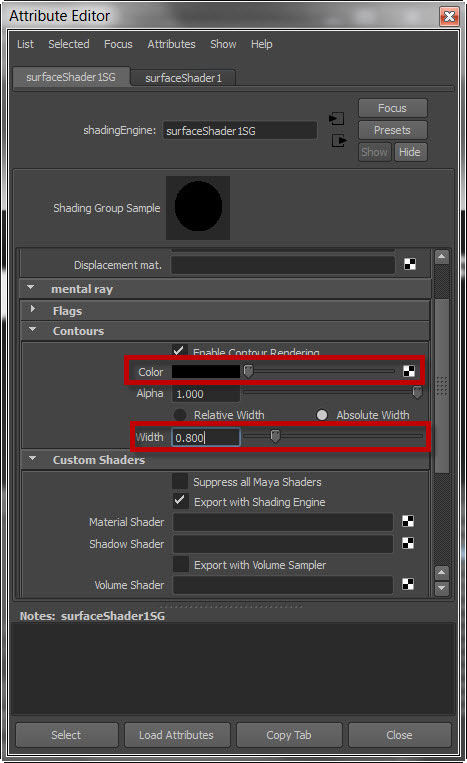 Attribute Editor
List Selected Focus Attributes Show Help
surfaceShader1SG surfaceShader1
Focus
shadingEngine: surfaceShader1SG Presets
Show Hide
Shading Group Sample
Displacement mat.
mental ray
Flags
Contours
Enable Contour Rendering
Color
Alpha 1.000
Relative Width Absolute Width
Width 0.800
Custom Shaders
Suppress all Maya Shaders
Export with Shading Engine
Material Shader
Shadow Shader
Export with Volume Sampler
Volume Shader
Notes: surfaceShader1SG
Select Load Attributes Copy Tab Close